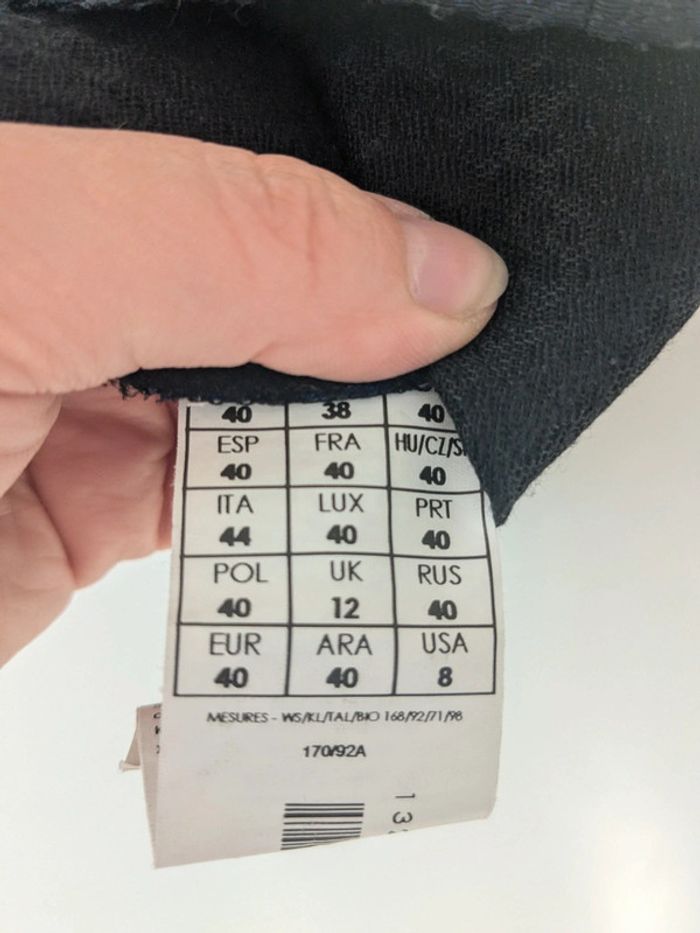 40 38 40
ESP FRA HU/CZ/S
40 40 40
ITA LUX PRT
44 40 40
POL UK RUS
40 12 40
EUR ARA USA
40 40 8
MESURES - WS/KL/TAL/BIO 168/92/71/98
170/92A
13